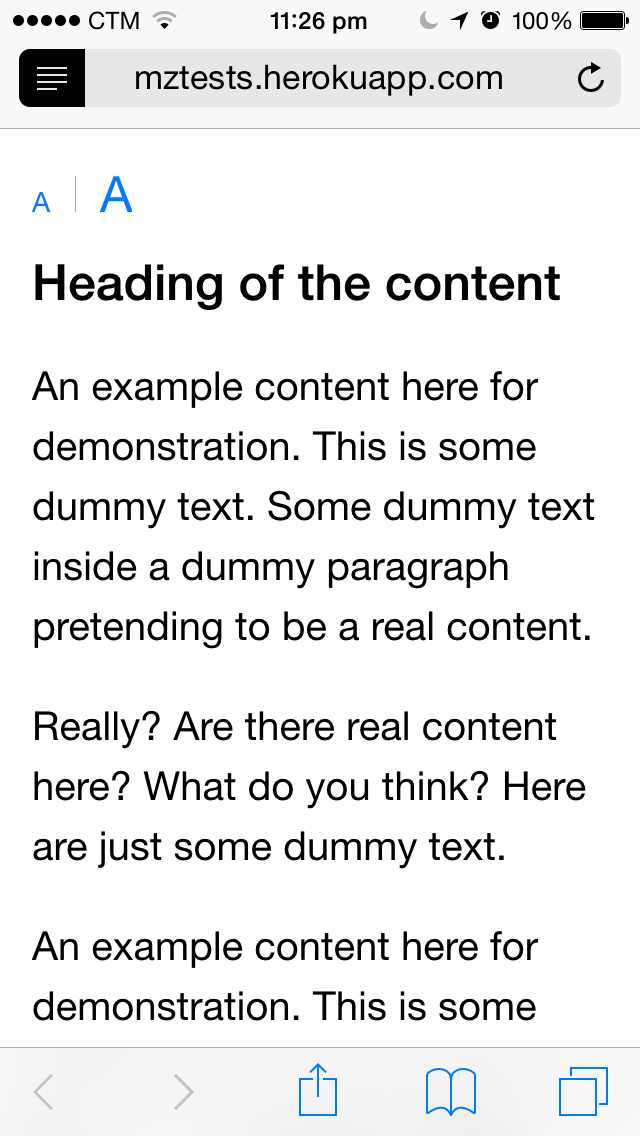 CTM 11:26 pm 100%
mztests.herokuapp.com
A A
Heading of the content
An example content here for
demonstration. This is some
dummy text. Some dummy text
inside a dummy paragraph
pretending to be a real content.
Really? Are there real content
here? What do you think? Here
are just some dummy text.
An example content here for
demonstration. This is some